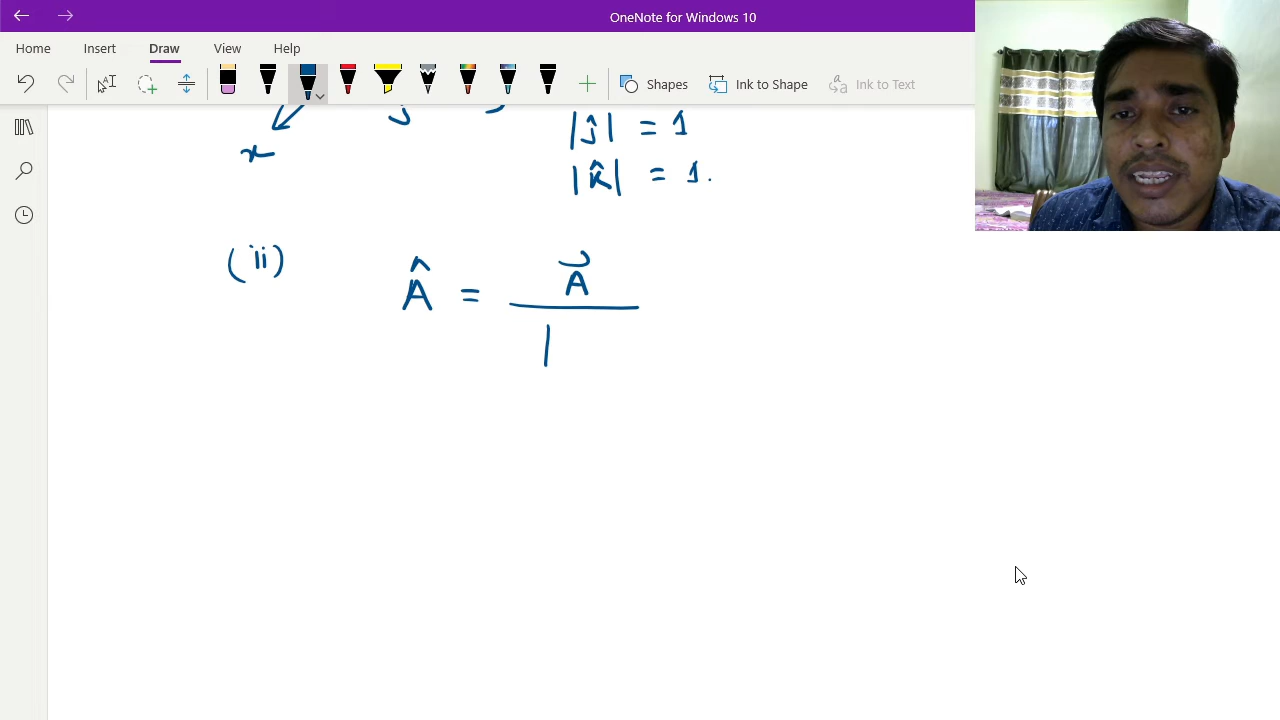 OneNote for Windows 10
Home Insert Draw View Help
Shapes Ink to Shape Ink to Text
|ĵ| = 1
x
|k̂| = 1.
(ii) Â = A⃗ / |